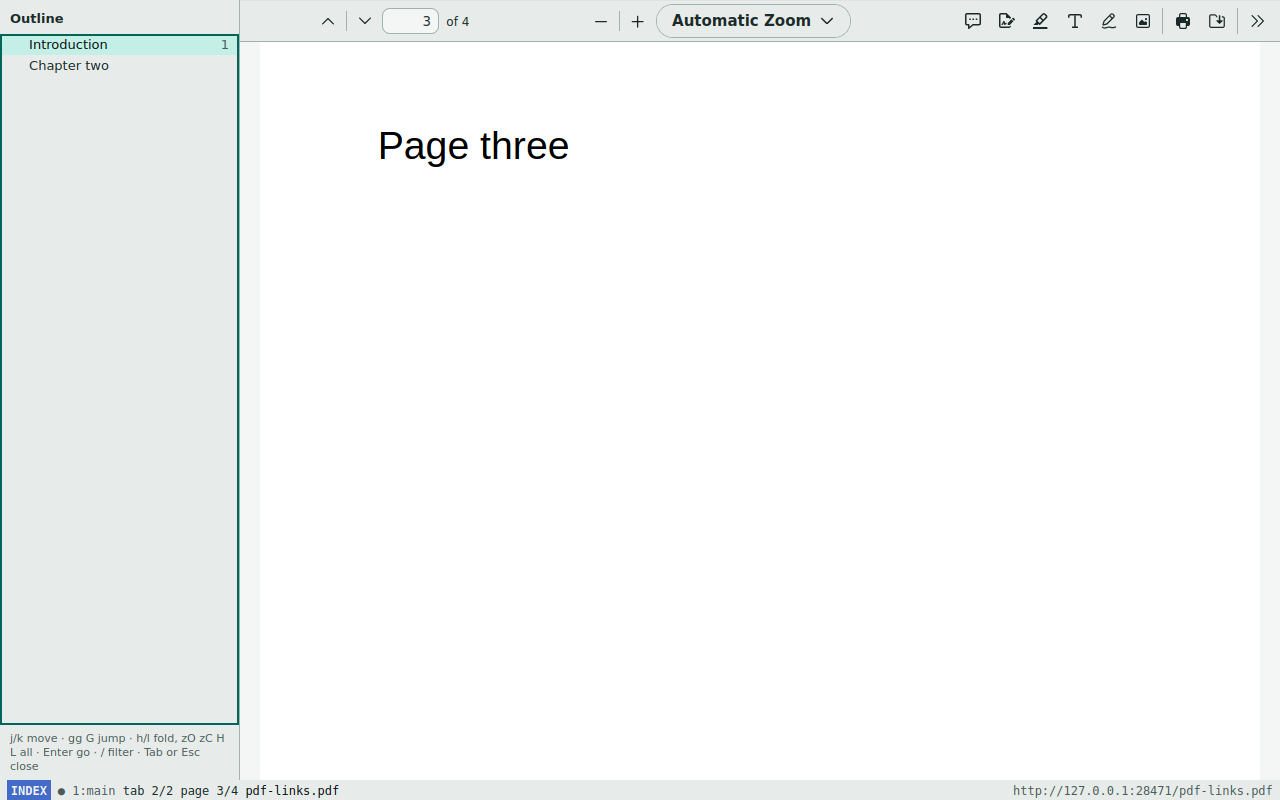 Outline
Introduction 1
Chapter two
j/k move · gg G jump · h/l fold, zO zC H
L all · Enter go · / filter · Tab or Esc
close
3 of 4
Automatic Zoom
Page three
INDEX ● 1:main tab 2/2 page 3/4 pdf-links.pdf
http://127.0.0.1:28471/pdf-links.pdf